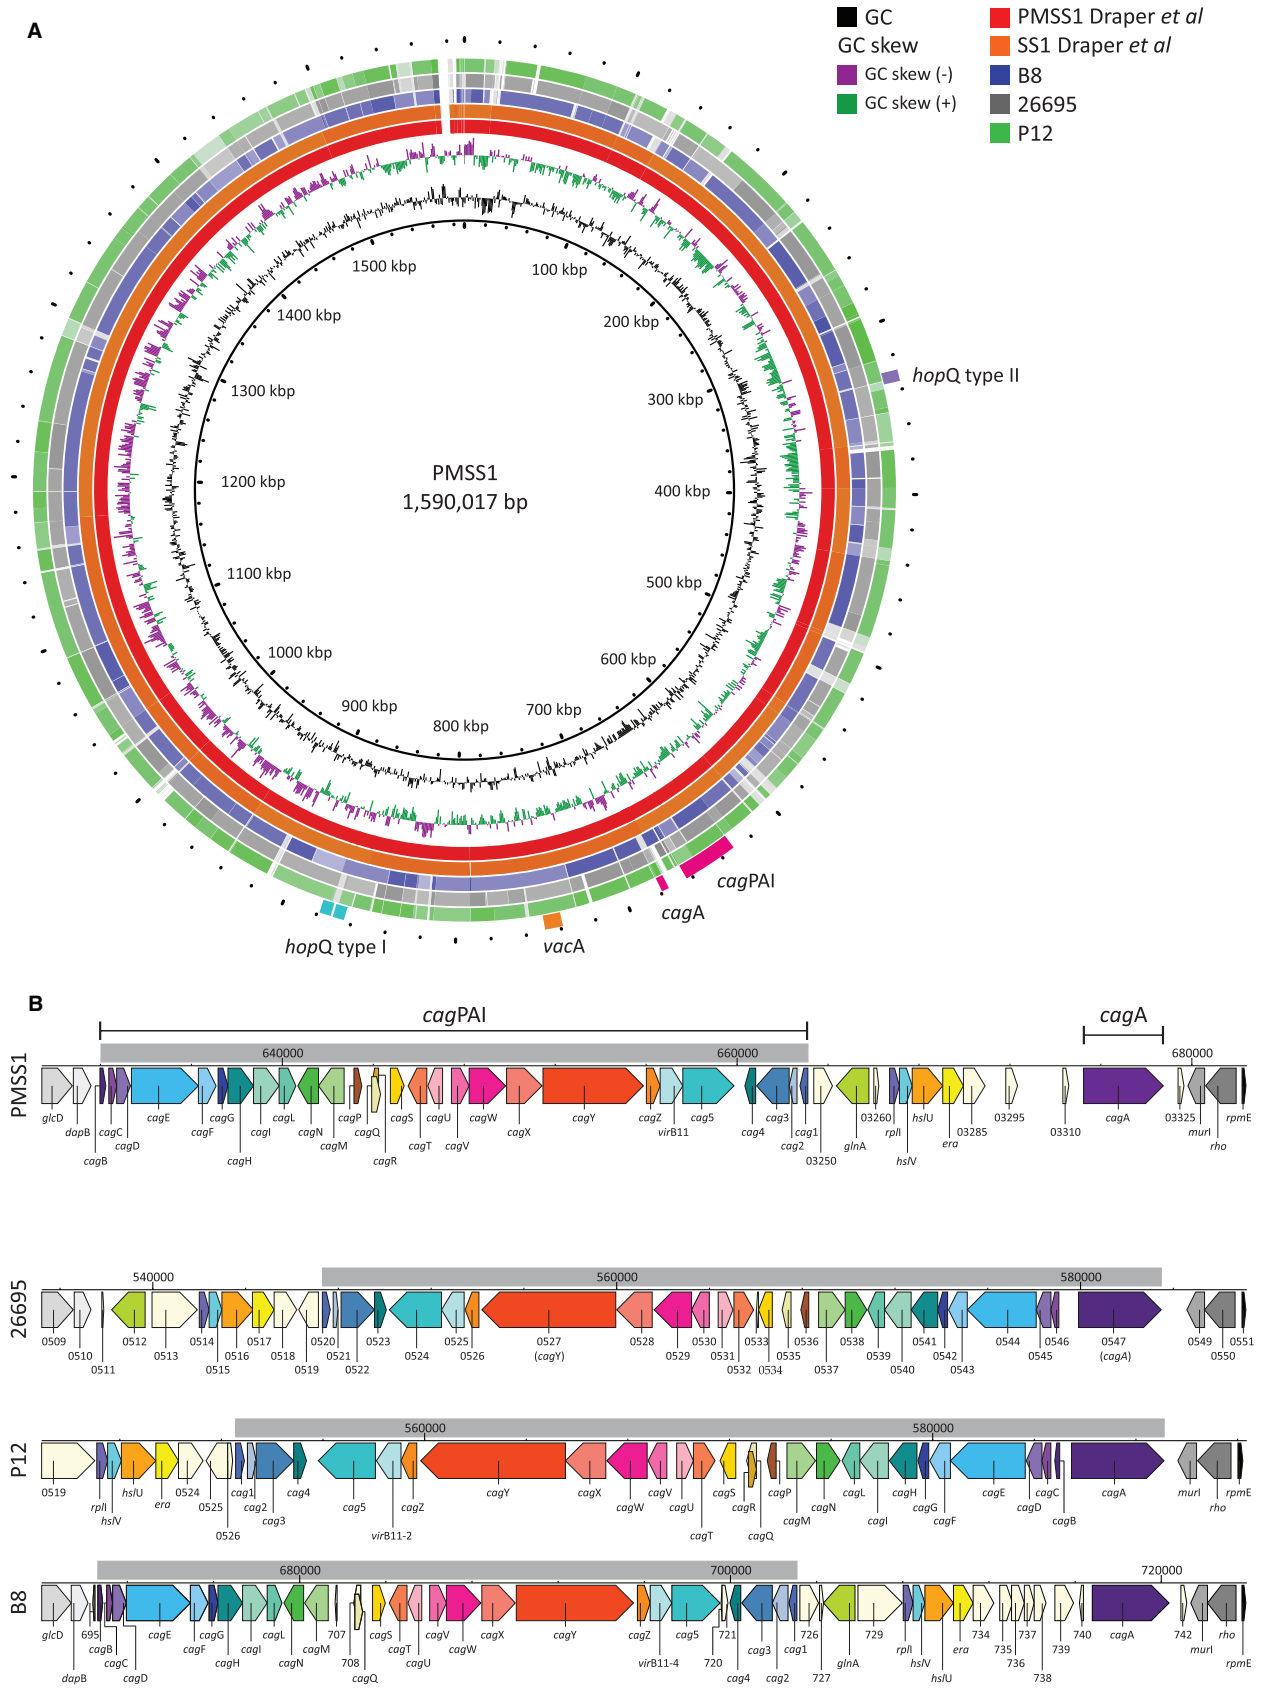 A
GC
GC skew
GC skew (-)
GC skew (+)
PMSS1 Draper et al
SS1 Draper et al
B8
26695
P12
100 kbp
200 kbp
300 kbp
400 kbp
500 kbp
600 kbp
700 kbp
800 kbp
900 kbp
1000 kbp
1100 kbp
1200 kbp
1300 kbp
1400 kbp
1500 kbp
PMSS1
1,590,017 bp
hopQ type II
cagPAI
cagA
vacA
hopQ type I
B
cagPAI
cagA
PMSS1
640000 660000 680000
glcD cagC cagE cagG cagL cagP cagS cagU cagW cagY cagZ cag5 cag3 cag1 03260 hslU 03295 cagA 03325 rpmE
dapB cagD cagF cagI cagN cagQ cagT cagV cagX virB11 cag4 cag2 rplI 03285 03310 murI
cagB cagH cagM cagR 03250 glnA hslV era rho
26695
540000 560000 580000
0509 0512 0514 0517 0520 0523 0525 0527 0528 0530 0533 0536 0538 0541 0544 0546 0547 0549 0551
0510 0513 0516 0518 0521 0524 0526 (cagY) 0529 0531 0535 0539 0542 0545 (cagA) 0550
0511 0515 0519 0522 0532 0534 0537 0540 0543
P12
560000 580000
0519 hslU 0524 cag1 cag4 cag5 cagZ cagY cagX cagV cagS cagP cagN cagL cagH cagE cagC cagA murI rpmE
rplI era 0525 cag2 cagW cagU cagR cagG cagD rho
hslV 0526 cag3 virB11-2 cagT cagQ cagM cagI cagF cagB
B8
680000 700000 720000
glcD 695 cagE cagG cagL 707 cagS cagV cagX cagY cagZ cag5 721 cag1 726 729 rplI era 734 737 740 cagA 742 rho
cagB cagF cagI cagM cagT cagW cag3 hslV 735 739 murI
dapB cagC cagD cagH cagN 708 cagQ cagU virB11-4 720 cag4 cag2 727 glnA hslU 736 738 rpmE